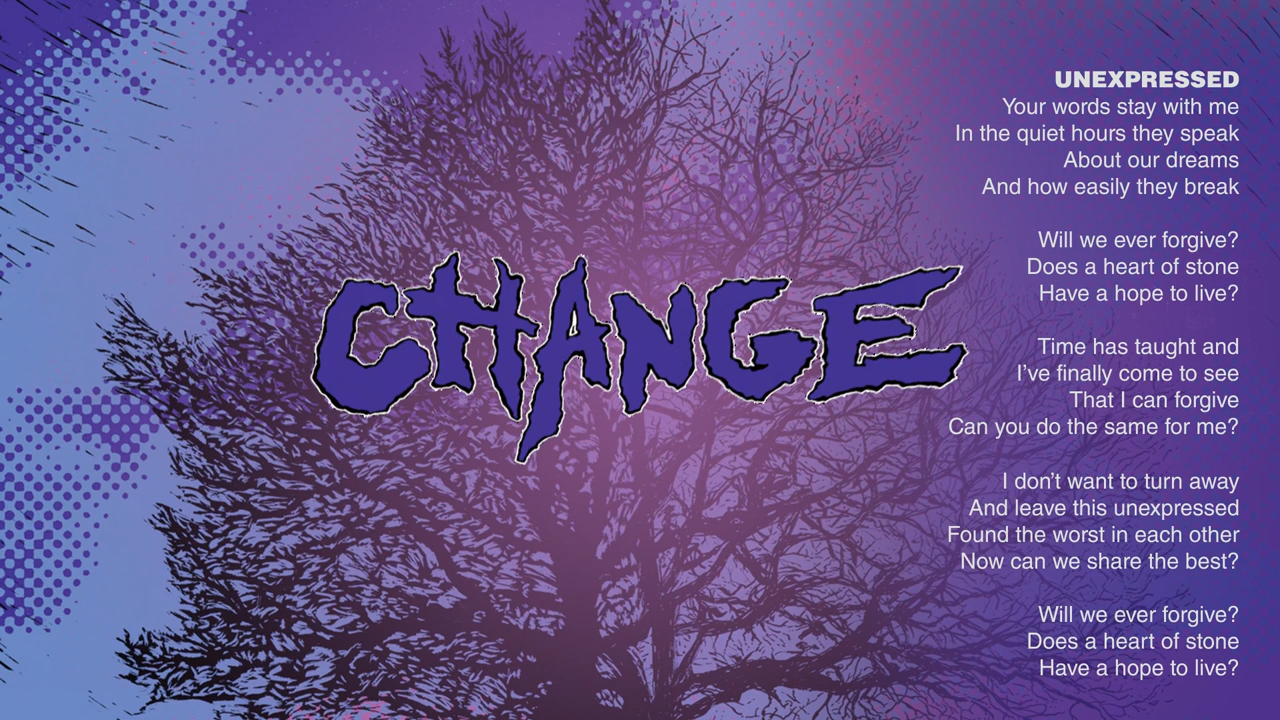 CHANGE
UNEXPRESSED
Your words stay with me
In the quiet hours they speak
About our dreams
And how easily they break
Will we ever forgive?
Does a heart of stone
Have a hope to live?
Time has taught and
I've finally come to see
That I can forgive
Can you do the same for me?
I don't want to turn away
And leave this unexpressed
Found the worst in each other
Now can we share the best?
Will we ever forgive?
Does a heart of stone
Have a hope to live?